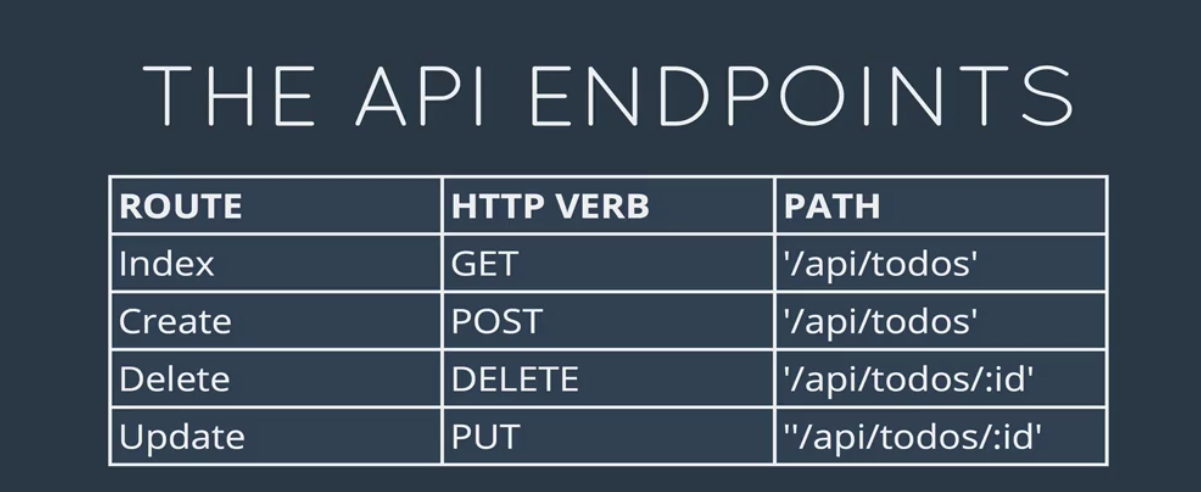 THE API ENDPOINTS
ROUTE HTTP VERB PATH
Index GET '/api/todos'
Create POST '/api/todos'
Delete DELETE '/api/todos/:id'
Update PUT ''/api/todos/:id'